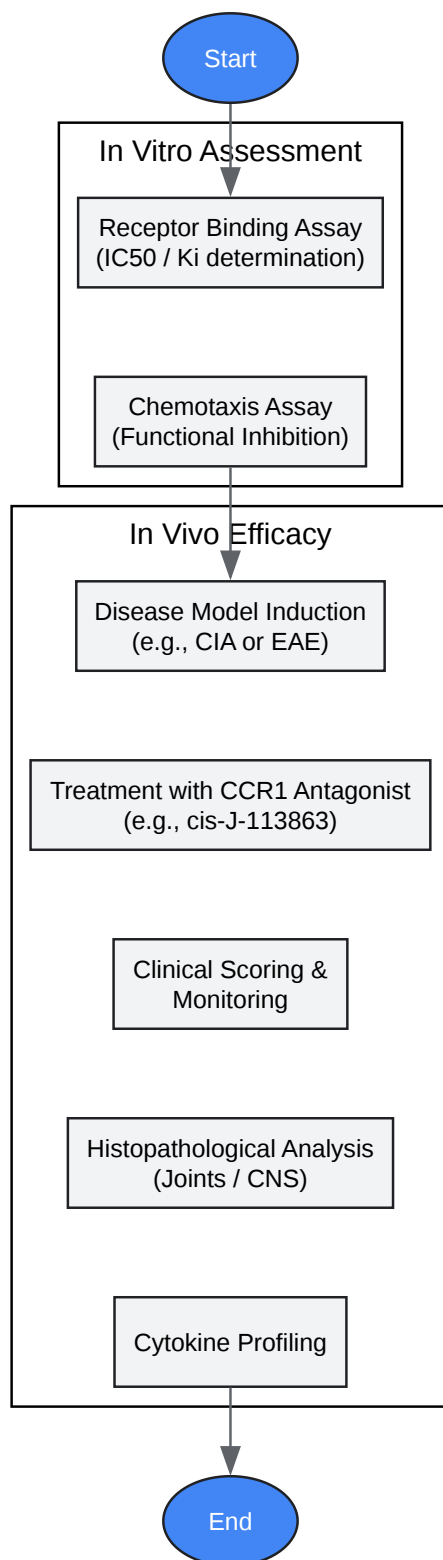 Start
In Vitro Assessment
Receptor Binding Assay
(IC50 / Ki determination)
Chemotaxis Assay
(Functional Inhibition)
In Vivo Efficacy
Disease Model Induction
(e.g., CIA or EAE)
Treatment with CCR1 Antagonist
(e.g., cis-J-113863)
Clinical Scoring &
Monitoring
Histopathological Analysis
(Joints / CNS)
Cytokine Profiling
End